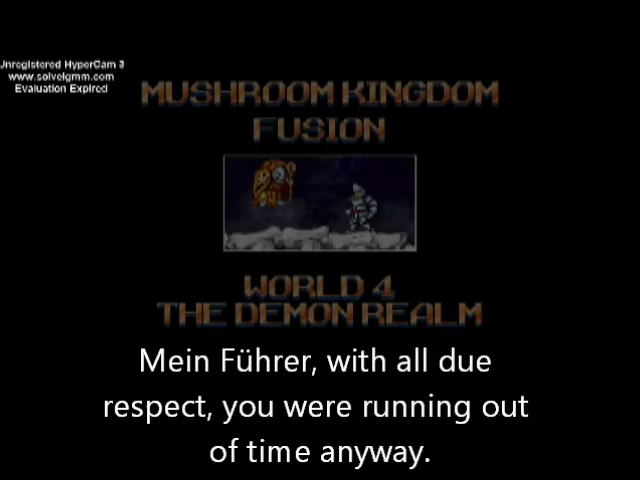 Unregistered HyperCam 3
www.solveigmm.com
Evaluation Expired
MUSHROOM KINGDOM
FUSION
WORLD 4
THE DEMON REALM
Mein Führer, with all due
respect, you were running out
of time anyway.